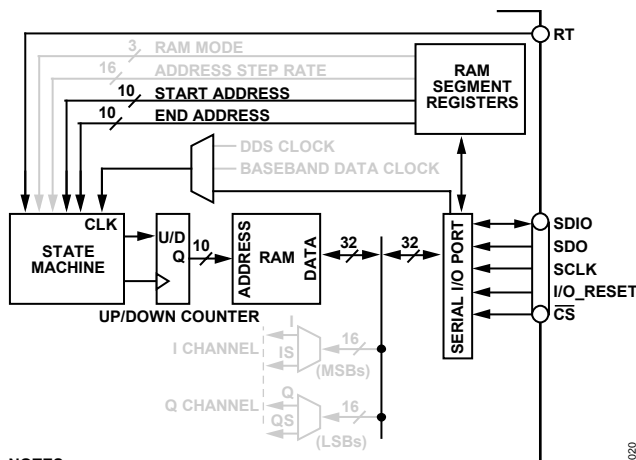 RT
3 RAM MODE
16 ADDRESS STEP RATE
10 START ADDRESS
10 END ADDRESS
RAM
SEGMENT
REGISTERS
DDS CLOCK
BASEBAND DATA CLOCK
CLK
STATE
MACHINE
U/D
Q
10
ADDRESS
RAM
DATA
32
32
SERIAL I/O PORT
SDIO
SDO
SCLK
I/O_RESET
CS
UP/DOWN COUNTER
I CHANNEL
I
IS
16
(MSBs)
Q CHANNEL
Q
QS
16
(LSBs)
020